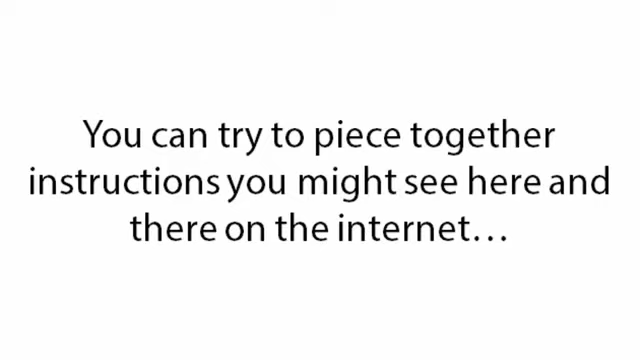 You can try to piece together
instructions you might see here and
there on the internet…